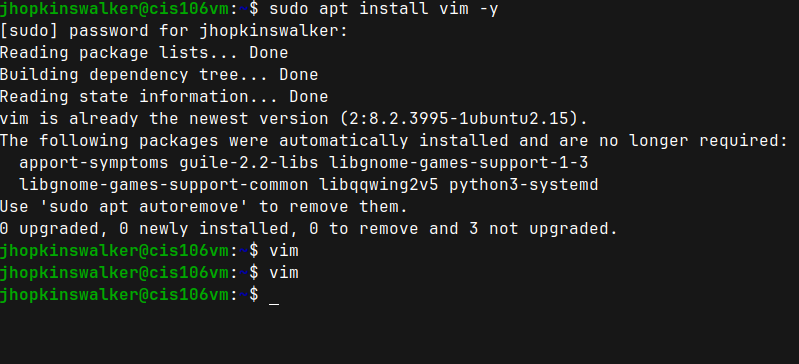 jhopkinswalker@cis106vm:~$ sudo apt install vim -y
[sudo] password for jhopkinswalker:
Reading package lists... Done
Building dependency tree... Done
Reading state information... Done
vim is already the newest version (2:8.2.3995-1ubuntu2.15).
The following packages were automatically installed and are no longer required:
  apport-symptoms guile-2.2-libs libgnome-games-support-1-3
  libgnome-games-support-common libqqwing2v5 python3-systemd
Use 'sudo apt autoremove' to remove them.
0 upgraded, 0 newly installed, 0 to remove and 3 not upgraded.
jhopkinswalker@cis106vm:~$ vim
jhopkinswalker@cis106vm:~$ vim
jhopkinswalker@cis106vm:~$ _